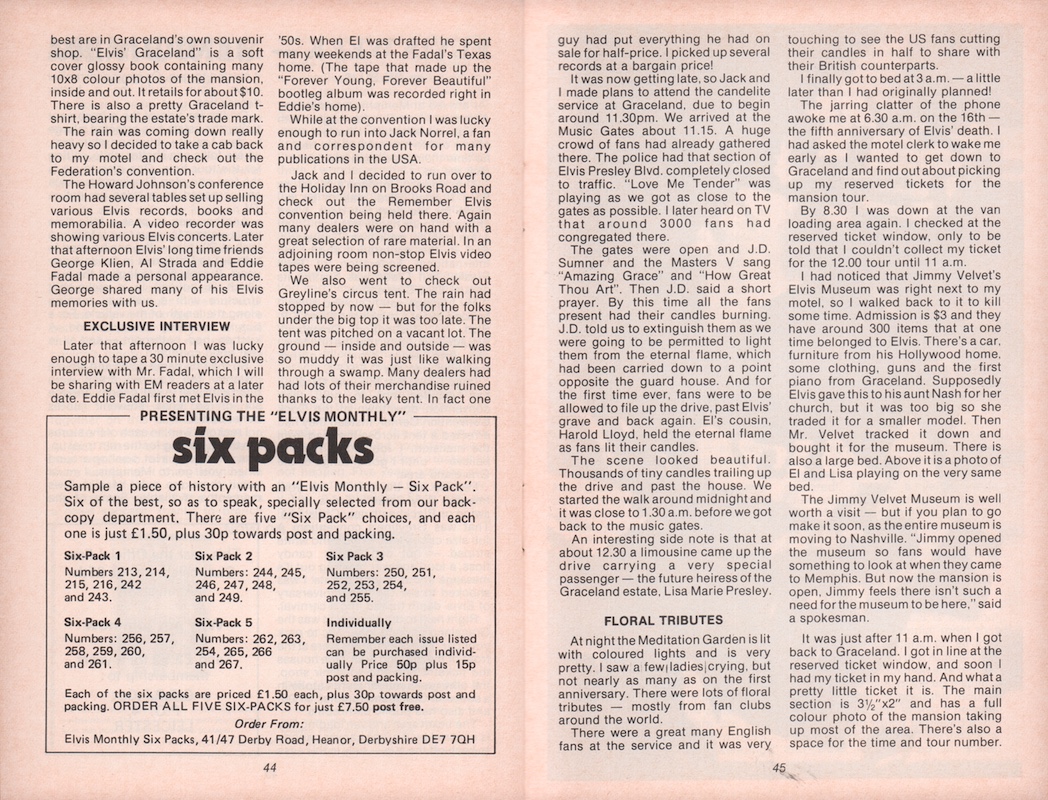 best are in Graceland's own souvenir
shop. "Elvis' Graceland" is a soft
cover glossy book containing many
10x8 colour photos of the mansion,
inside and out. It retails for about $10.
There is also a pretty Graceland t-
shirt, bearing the estate's trade mark.
The rain was coming down really
heavy so I decided to take a cab back
to my motel and check out the
Federation's convention.
The Howard Johnson's conference
room had several tables set up selling
various Elvis records, books and
memorabilia. A video recorder was
showing various Elvis concerts. Later
that afternoon Elvis' long time friends
George Klien, Al Strada and Eddie
Fadal made a personal appearance.
George shared many of his Elvis
memories with us.
EXCLUSIVE INTERVIEW
Later that afternoon I was lucky
enough to tape a 30 minute exclusive
interview with Mr. Fadal, which I will
be sharing with EM readers at a later
date. Eddie Fadal first met Elvis in the
'50s. When El was drafted he spent
many weekends at the Fadal's Texas
home. (The tape that made up the
"Forever Young, Forever Beautiful"
bootleg album was recorded right in
Eddie's home).
While at the convention I was lucky
enough to run into Jack Norrel, a fan
and correspondent for many
publications in the USA.
Jack and I decided to run over to
the Holiday Inn on Brooks Road and
check out the Remember Elvis
convention being held there. Again
many dealers were on hand with a
great selection of rare material. In an
adjoining room non-stop Elvis video
tapes were being screened.
We also went to check out
Greyline's circus tent. The rain had
stopped by now — but for the folks
under the big top it was too late. The
tent was pitched on a vacant lot. The
ground — inside and outside — was
so muddy it was just like walking
through a swamp. Many dealers had
had lots of their merchandise ruined
thanks to the leaky tent. In fact one
PRESENTING THE "ELVIS MONTHLY"
six packs
Sample a piece of history with an "Elvis Monthly – Six Pack".
Six of the best, so as to speak, specially selected from our back-
copy department. There are five "Six Pack" choices, and each
one is just £1.50, plus 30p towards post and packing.
Six-Pack 1
Numbers 213, 214,
215, 216, 242
and 243.
Six Pack 2
Numbers: 244, 245,
246, 247, 248,
and 249.
Six Pack 3
Numbers: 250, 251,
252, 253, 254,
and 255.
Six-Pack 4
Numbers: 256, 257,
258, 259, 260,
and 261.
Six-Pack 5
Numbers: 262, 263,
254, 265, 266
and 267.
Individually
Remember each issue listed
can be purchased individ-
ually Price 50p plus 15p
post and packing.
Each of the six packs are priced £1.50 each, plus 30p towards post and
packing. ORDER ALL FIVE SIX-PACKS for just £7.50 post free.
Order From:
Elvis Monthly Six Packs, 41/47 Derby Road, Heanor, Derbyshire DE7 7QH
44
guy had put everything he had on
sale for half-price. I picked up several
records at a bargain price!
It was now getting late, so Jack and
I made plans to attend the candelite
service at Graceland, due to begin
around 11.30pm. We arrived at the
Music Gates about 11.15. A huge
crowd of fans had already gathered
there. The police had that section of
Elvis Presley Blvd. completely closed
to traffic. "Love Me Tender" was
playing as we got as close to the
gates as possible. I later heard on TV
that around 3000 fans had
congregated there.
The gates were open and J.D.
Sumner and the Masters V sang
"Amazing Grace" and "How Great
Thou Art". Then J.D. said a short
prayer. By this time all the fans
present had their candles burning.
J.D. told us to extinguish them as we
were going to be permitted to light
them from the eternal flame, which
had been carried down to a point
opposite the guard house. And for
the first time ever, fans were to be
allowed to file up the drive, past Elvis'
grave and back again. El's cousin,
Harold Lloyd, held the eternal flame
as fans lit their candles.
The scene looked beautiful.
Thousands of tiny candles trailing up
the drive and past the house. We
started the walk around midnight and
it was close to 1.30 a.m. before we got
back to the music gates.
An interesting side note is that at
about 12.30 a limousine came up the
drive carrying a very special
passenger — the future heiress of the
Graceland estate, Lisa Marie Presley.
FLORAL TRIBUTES
At night the Meditation Garden is lit
with coloured lights and is very
pretty. I saw a few ladies crying, but
not nearly as many as on the first
anniversary. There were lots of floral
tributes — mostly from fan clubs
around the world.
There were a great many English
fans at the service and it was very
touching to see the US fans cutting
their candles in half to share with
their British counterparts.
I finally got to bed at 3 a.m. — a little
later than I had originally planned!
The jarring clatter of the phone
awoke me at 6.30 a.m. on the 16th —
the fifth anniversary of Elvis' death. I
had asked the motel clerk to wake me
early as I wanted to get down to
Graceland and find out about picking
up my reserved tickets for the
mansion tour.
By 8.30 I was down at the van
loading area again. I checked at the
reserved ticket window, only to be
told that I couldn't collect my ticket
for the 12.00 tour until 11 a.m.
I had noticed that Jimmy Velvet's
Elvis Museum was right next to my
motel, so I walked back to it to kill
some time. Admission is $3 and they
have around 300 items that at one
time belonged to Elvis. There's a car,
furniture from his Hollywood home,
some clothing, guns and the first
piano from Graceland. Supposedly
Elvis gave this to his aunt Nash for her
church, but it was too big so she
traded it for a smaller model. Then
Mr. Velvet tracked it down and
bought it for the museum. There is
also a large bed. Above it is a photo of
El and Lisa playing on the very same
bed.
The Jimmy Velvet Museum is well
worth a visit — but if you plan to go
make it soon, as the entire museum is
moving to Nashville. "Jimmy opened
the museum so fans would have
something to look at when they came
to Memphis. But now the mansion is
open, Jimmy feels there isn't such a
need for the museum to be here," said
a spokesman.
It was just after 11 a.m. when I got
back to Graceland. I got in line at the
reserved ticket window, and soon I
had my ticket in my hand. And what a
pretty little ticket it is. The main
section is 3½"x2" and has a full
colour photo of the mansion taking
up most of the area. There's also a
space for the time and tour number.
45